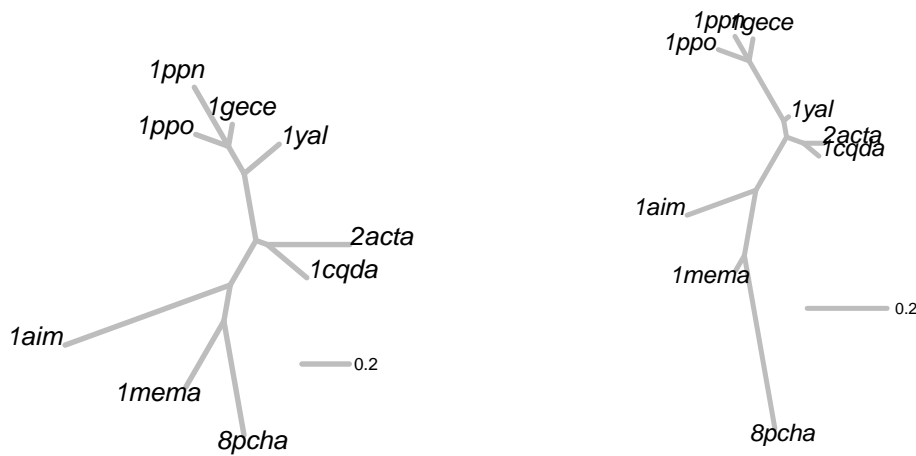 1ppn
1gece
1ppo
1yal
2acta
1cqda
1aim
0.2
1mema
8pcha
1ppn
1gece
1ppo
1yal
2acta
1cqda
1aim
1mema
0.2
8pcha